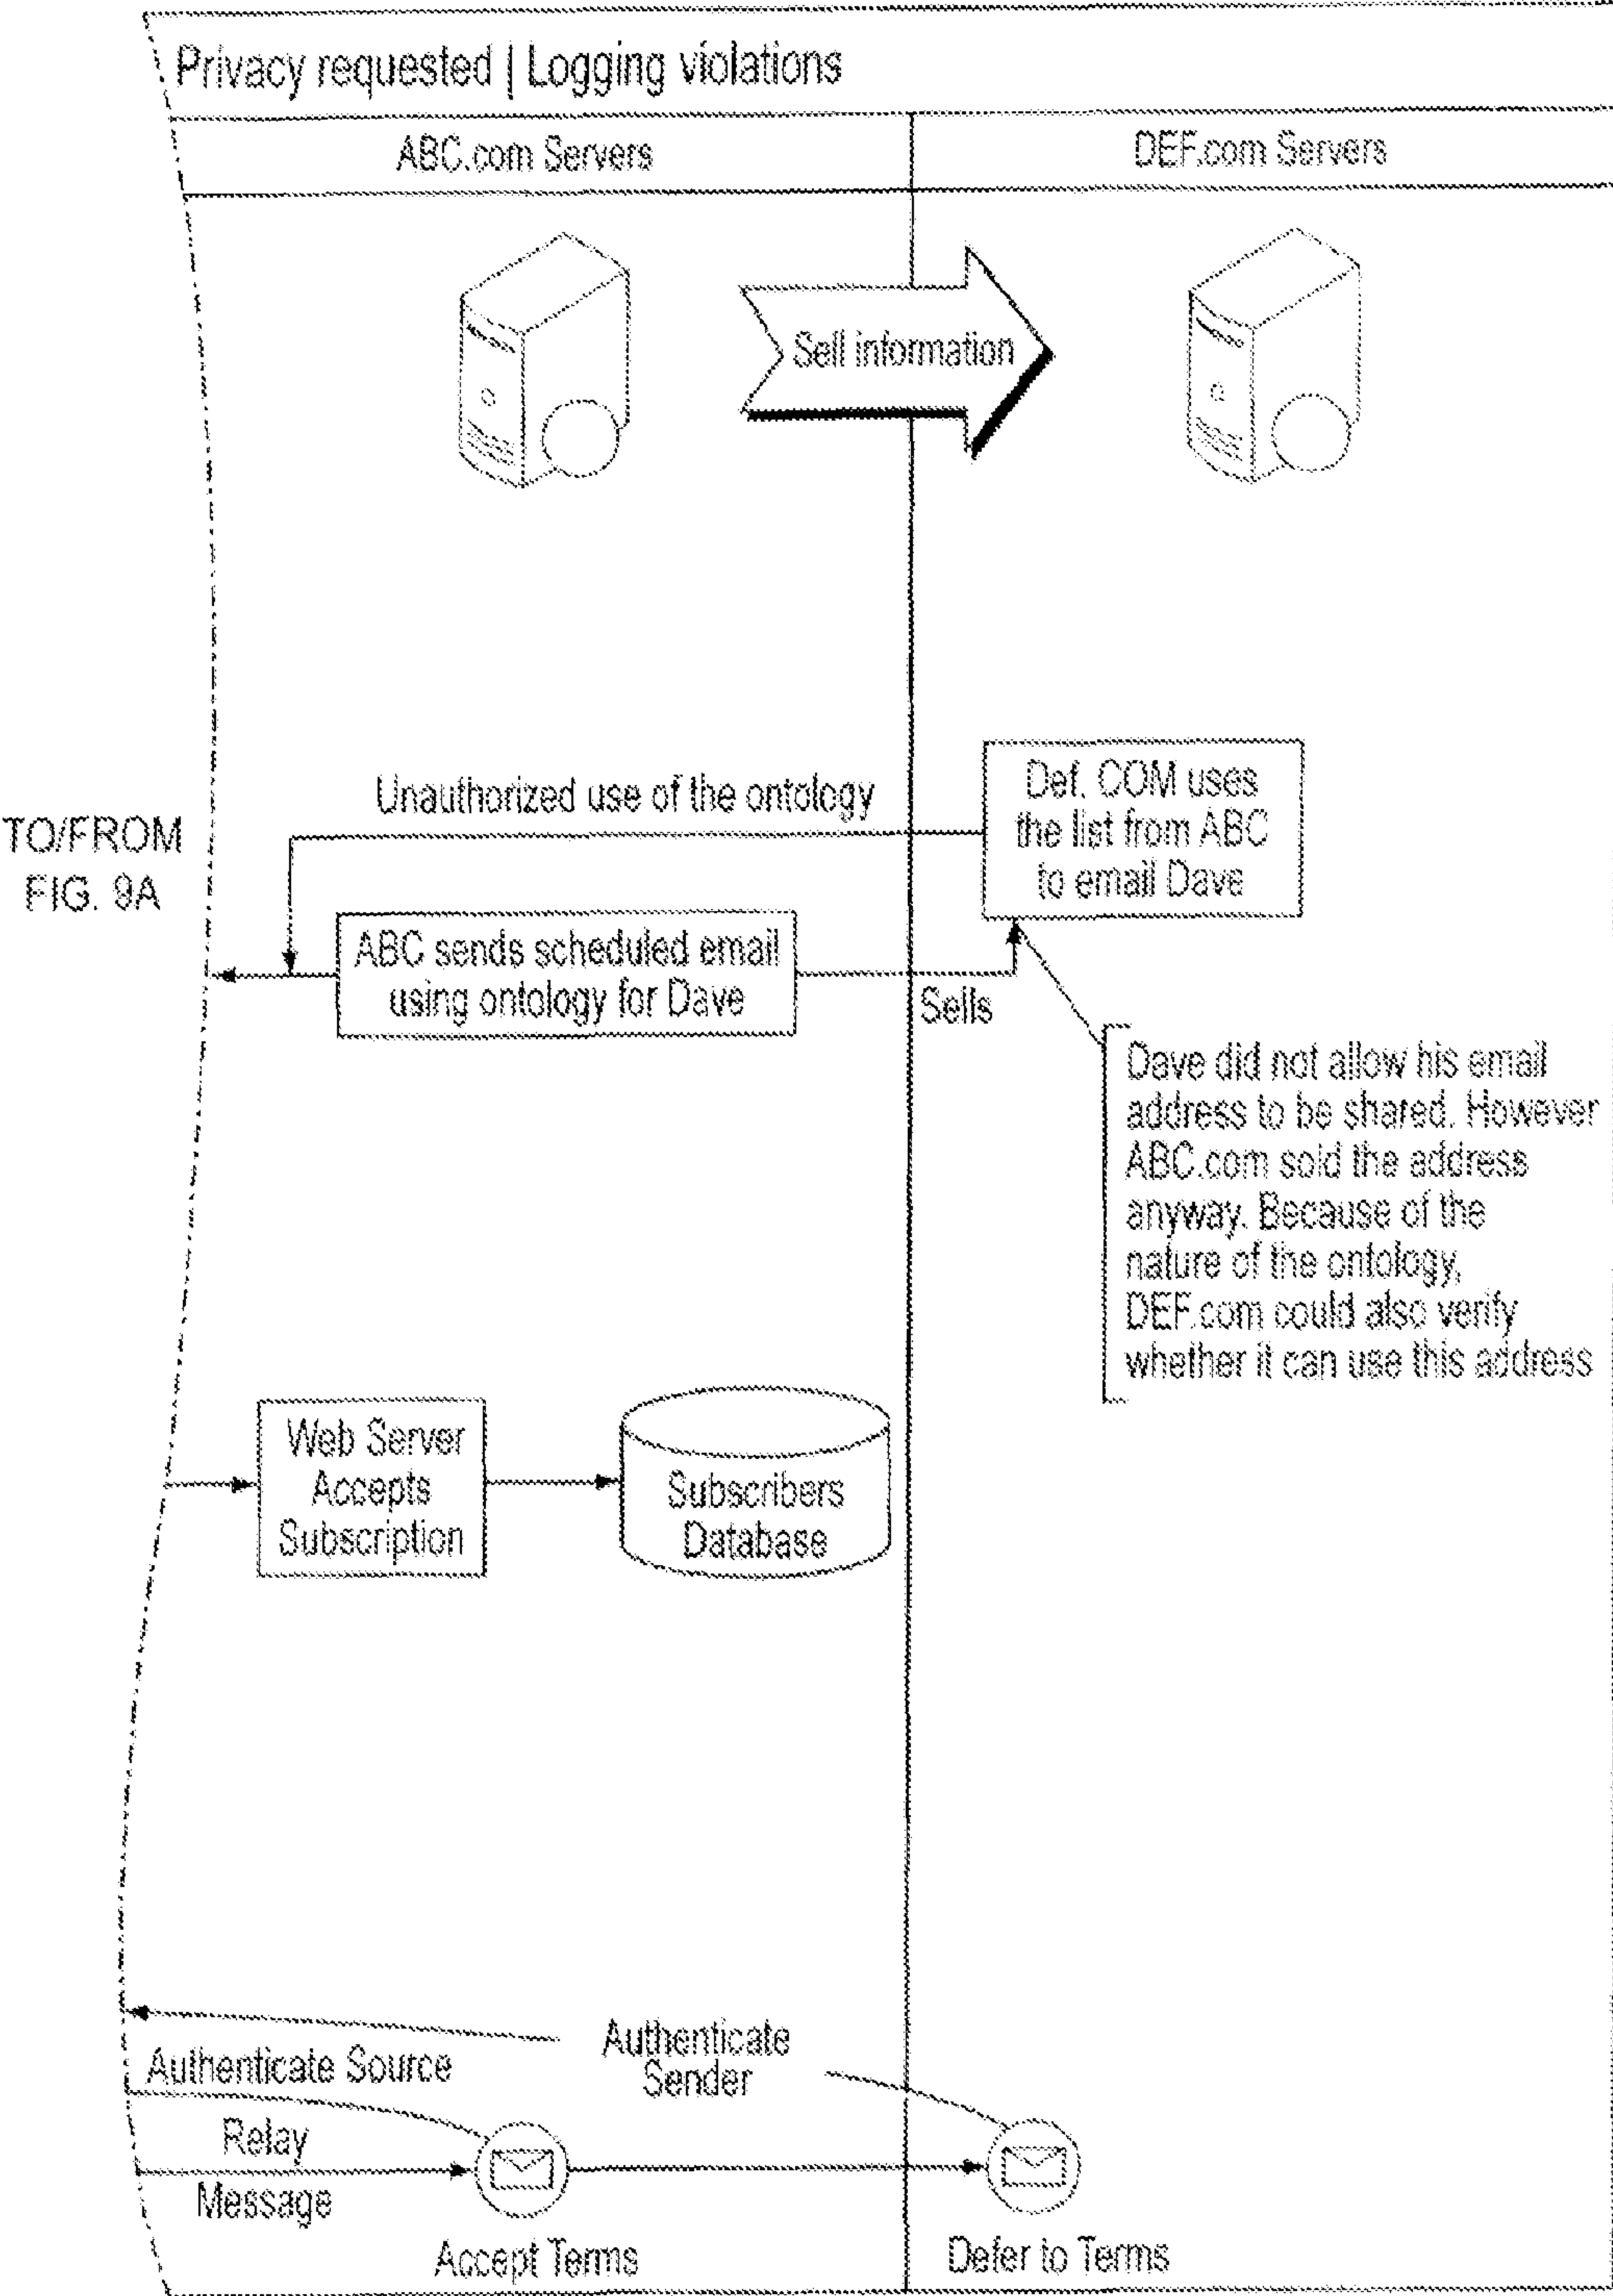 Privacy requested | Logging violations
ABC.com Servers
DEF.com Servers
Sell information
Unauthorized use of the ontology
Def. COM uses
the list from ABC
to email Dave
TO/FROM
FIG. 9A
ABC sends scheduled email
using ontology for Dave
Sells
Dave did not allow his email
address to be shared. However
ABC.com sold the address
anyway. Because of the
nature of the ontology,
DEF.com could also verify
whether it can use this address
Web Server
Accepts
Subscription
Subscribers
Database
Authenticate
Sender
Authenticate Source
Relay
Message
Accept Terms
Defer to Terms